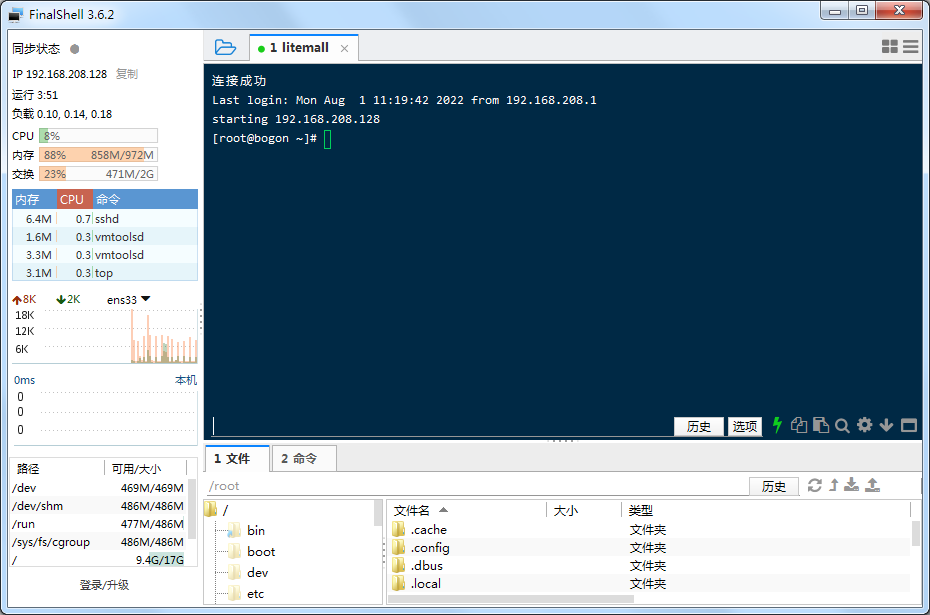 FinalShell 3.6.2
同步状态
IP 192.168.208.128 复制
运行 3:51
负载 0.10, 0.14, 0.18
CPU 8%
内存 88% 858M/972M
交换 23% 471M/2G
内存 CPU 命令
6.4M 0.7 sshd
1.6M 0.3 vmtoolsd
3.3M 0.3 vmtoolsd
3.1M 0.3 top
8K 2K ens33
18K
12K
6K
0ms 本机
0
0
0
路径 可用/大小
/dev 469M/469M
/dev/shm 486M/486M
/run 477M/486M
/sys/fs/cgroup 486M/486M
/ 9.4G/17G
登录/升级
1 litemall
连接成功
Last login: Mon Aug  1 11:19:42 2022 from 192.168.208.1
starting 192.168.208.128
[root@bogon ~]#
历史 选项
1 文件 2 命令
/root 历史
/
bin
boot
dev
etc
文件名 大小 类型
.cache 文件夹
.config 文件夹
.dbus 文件夹
.local 文件夹